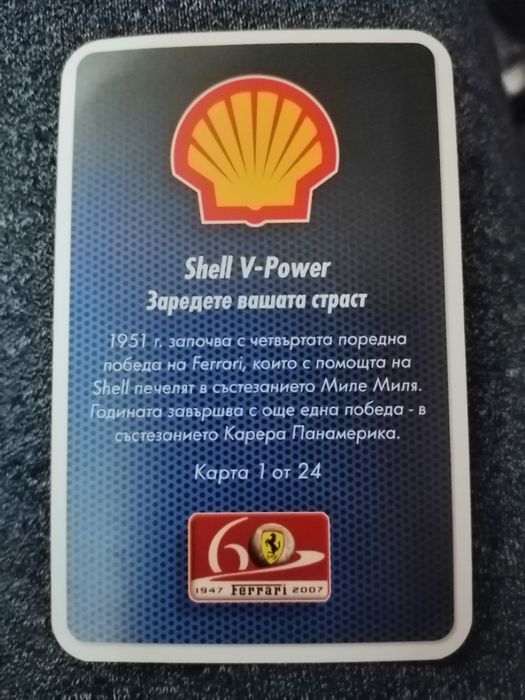 Shell V-Power
Заредете вашата страст
1951 г. започва с четвъртата поредна
победа на Ferrari, които с помощта на
Shell печелят в състезанието Миле Миля.
Годината завършва с още една победа - в
състезанието Карера Панамерика.
Карта 1 от 24
60
1947 Ferrari 2007